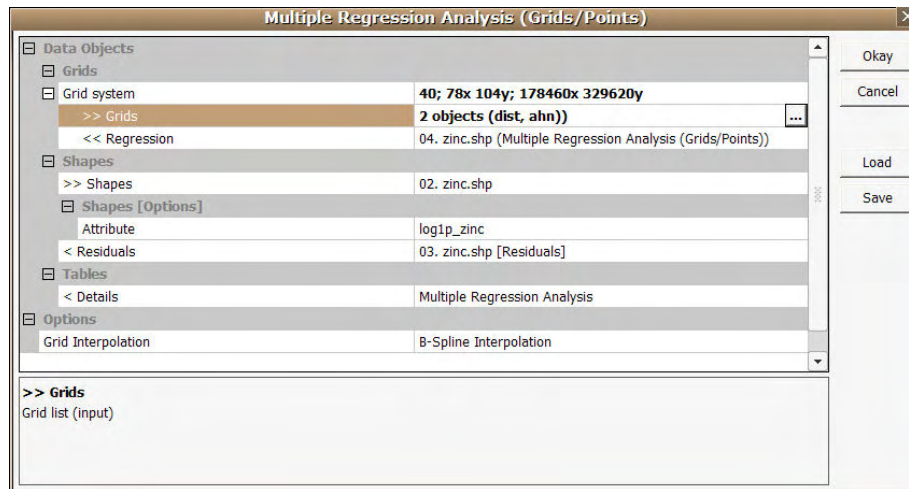 Multiple Regression Analysis (Grids/Points)
Data Objects
Grids
Grid system 40; 78x 104y; 178460x 329620y
>> Grids 2 objects (dist, ahn)) ...
<< Regression 04. zinc.shp (Multiple Regression Analysis (Grids/Points))
Shapes
>> Shapes 02. zinc.shp
Shapes [Options]
Attribute log1p_zinc
< Residuals 03. zinc.shp [Residuals]
Tables
< Details Multiple Regression Analysis
Options
Grid Interpolation B-Spline Interpolation
>> Grids
Grid list (input)
Okay
Cancel
Load
Save